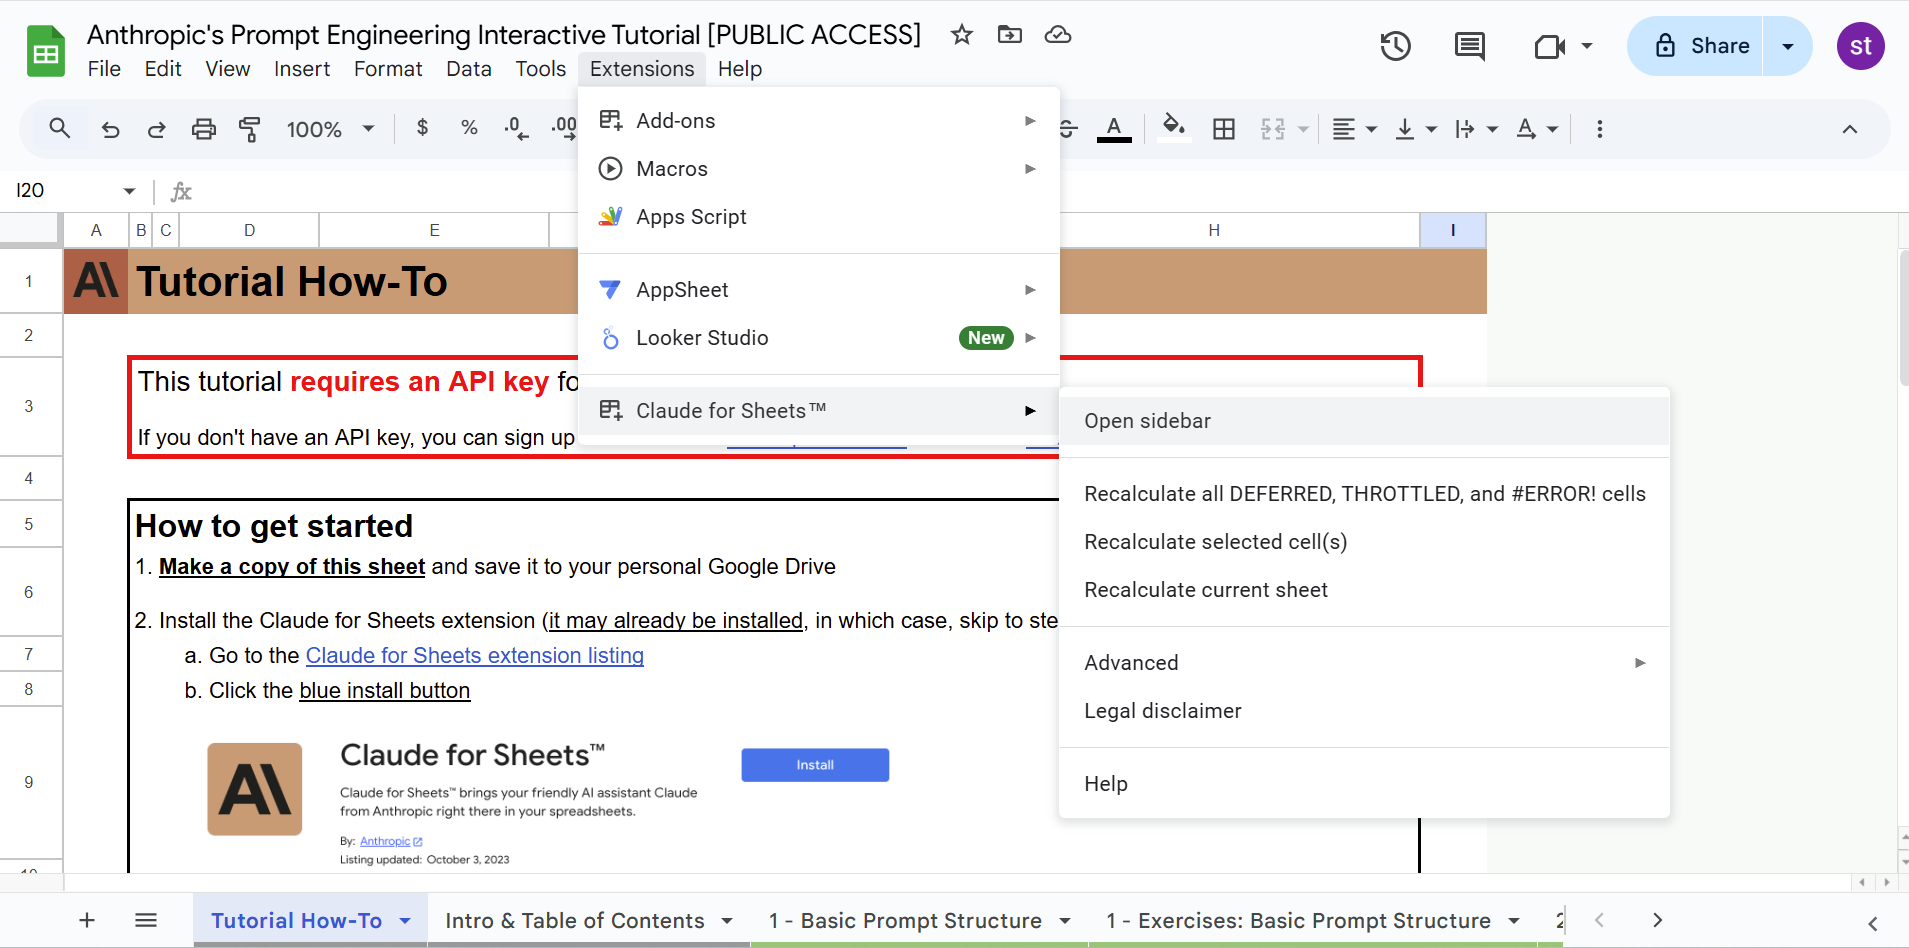 Anthropic's Prompt Engineering Interactive Tutorial [PUBLIC ACCESS]
File Edit View Insert Format Data Tools Extensions Help
Share
st
100% $ % .0 .00
A
A
I20
fx
A B C D E H I
1
Tutorial How-To
2
3
This tutorial requires an API key fo
If you don't have an API key, you can sign up
4
5
How to get started
6
1. Make a copy of this sheet and save it to your personal Google Drive
2. Install the Claude for Sheets extension (it may already be installed, in which case, skip to ste
7
a. Go to the Claude for Sheets extension listing
8
b. Click the blue install button
9
Claude for Sheets™
Install
Claude for Sheets™ brings your friendly AI assistant Claude
from Anthropic right there in your spreadsheets.
By: Anthropic
Listing updated: October 3, 2023
Add-ons
Macros
Apps Script
AppSheet
Looker Studio New
Claude for Sheets™
Open sidebar
Recalculate all DEFERRED, THROTTLED, and #ERROR! cells
Recalculate selected cell(s)
Recalculate current sheet
Advanced
Legal disclaimer
Help
Tutorial How-To Intro & Table of Contents 1 - Basic Prompt Structure 1 - Exercises: Basic Prompt Structure 2